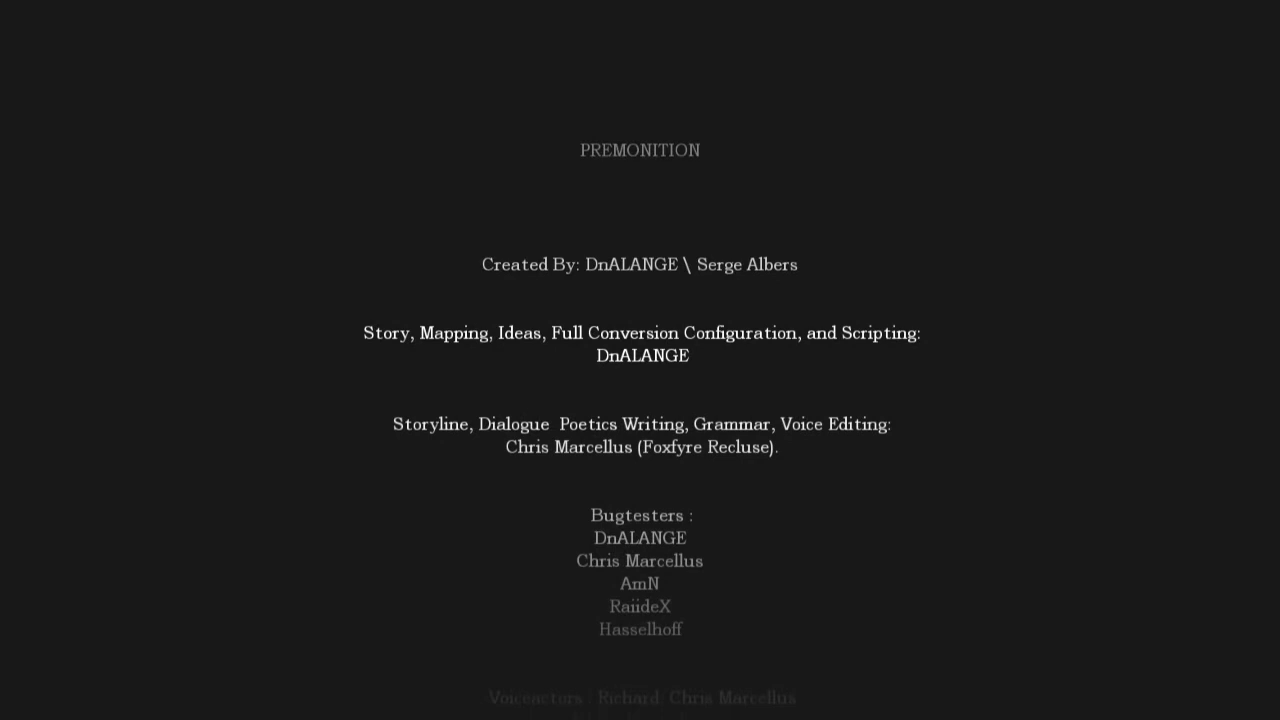 PREMONITION
Created By: DnALANGE \ Serge Albers
Story, Mapping, Ideas, Full Conversion Configuration, and Scripting:
DnALANGE
Storyline, Dialogue  Poetics Writing, Grammar, Voice Editing:
Chris Marcellus (Foxfyre Recluse).
Bugtesters :
DnALANGE
Chris Marcellus
AmN
RaiideX
Hasselhoff
Voiceactors : Richard: Chris Marcellus